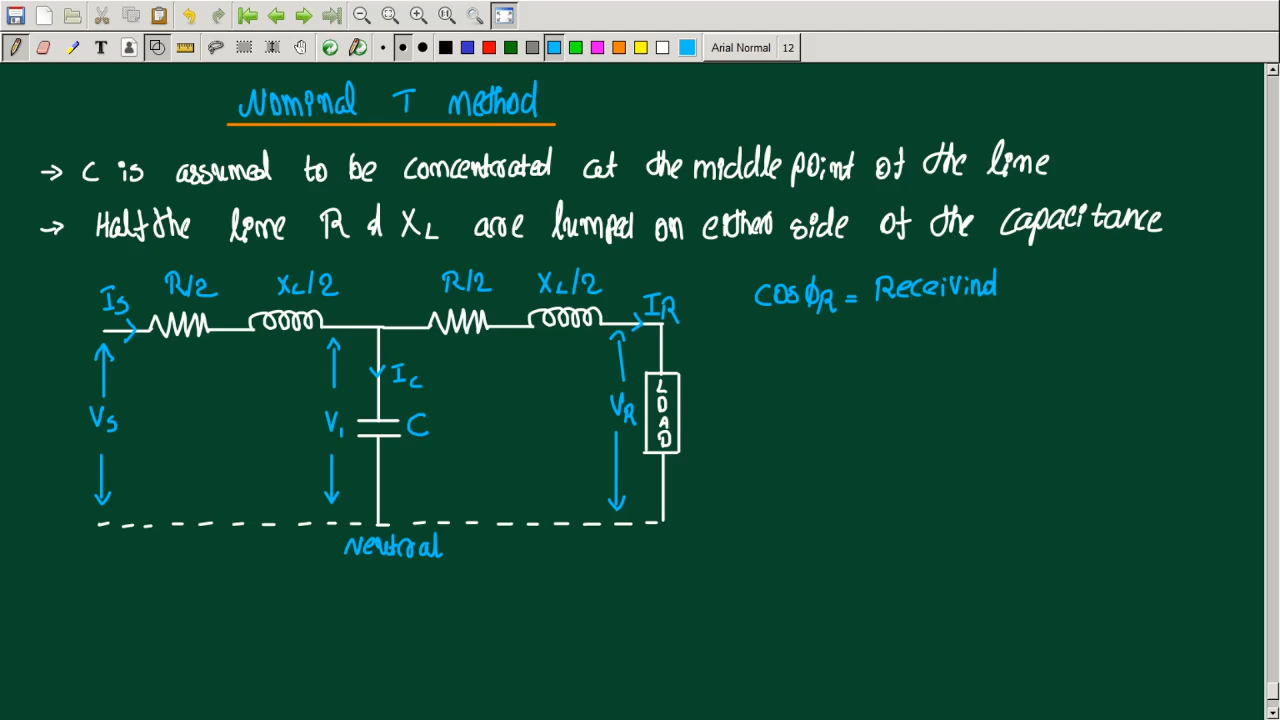 Arial Normal 12
Nominal T method
→ C is assumed to be concentrated at the middle point of the line
→ Half the line R & XL are lumped on either side of the capacitance
IS R/2 XL/2 R/2 XL/2 IR
cosϕR = Receivind
VS V1 IC C VR LOAD
Neutral